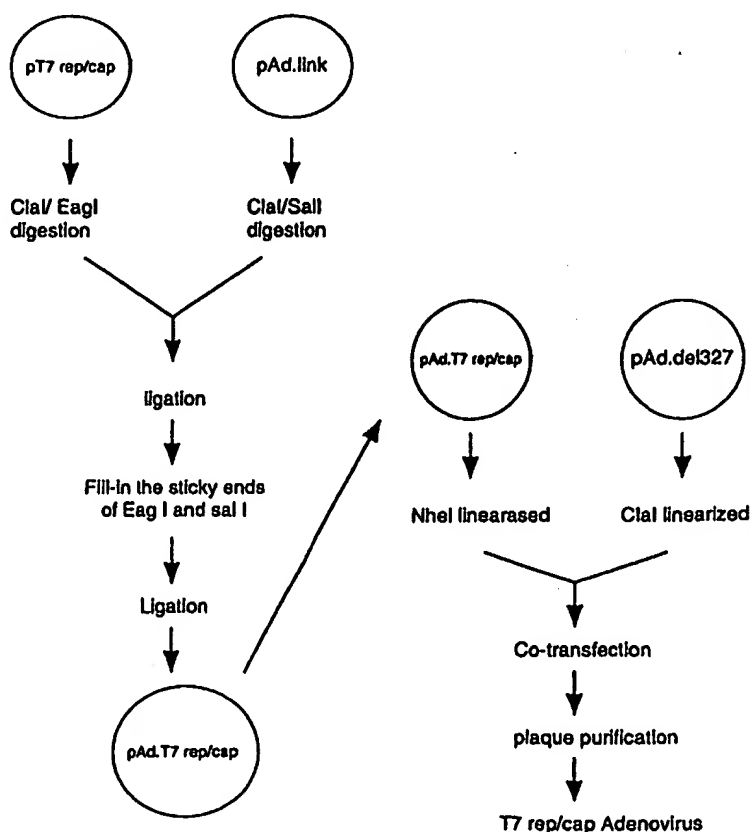 pT7 rep/cap
pAd.link
ClaI/ EagI
digestion
ClaI/SalI
digestion
ligation
Fill-in the sticky ends
of Eag I and sal I
Ligation
pAd.T7 rep/cap
pAd.T7 rep/cap
pAd.del327
NheI linearased
ClaI linearized
Co-transfection
plaque purification
T7 rep/cap Adenovirus